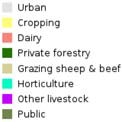 Urban
Cropping
Dairy
Private forestry
Grazing sheep & beef
Horticulture
Other livestock
Public